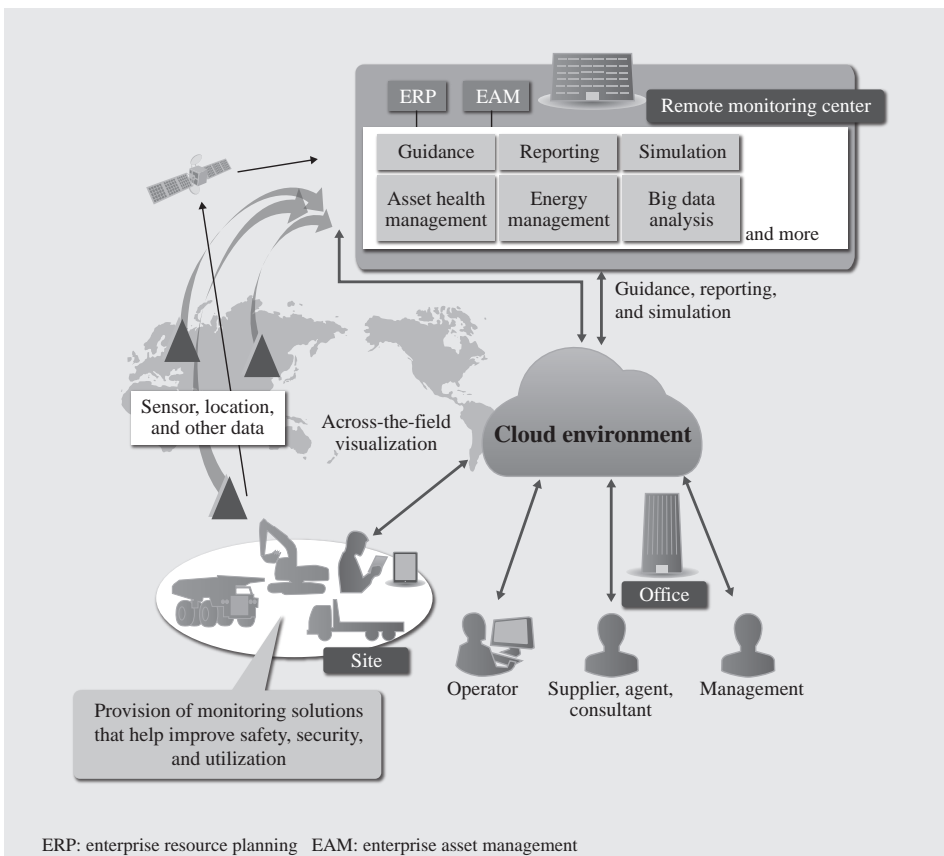 ERP
EAM
Remote monitoring center
Guidance
Reporting
Simulation
Asset health
management
Energy
management
Big data
analysis
and more
Guidance, reporting,
and simulation
Sensor, location,
and other data
Across-the-field
visualization
Cloud environment
Office
Site
Operator
Supplier, agent,
consultant
Management
Provision of monitoring solutions
that help improve safety, security,
and utilization
ERP: enterprise resource planning EAM: enterprise asset management